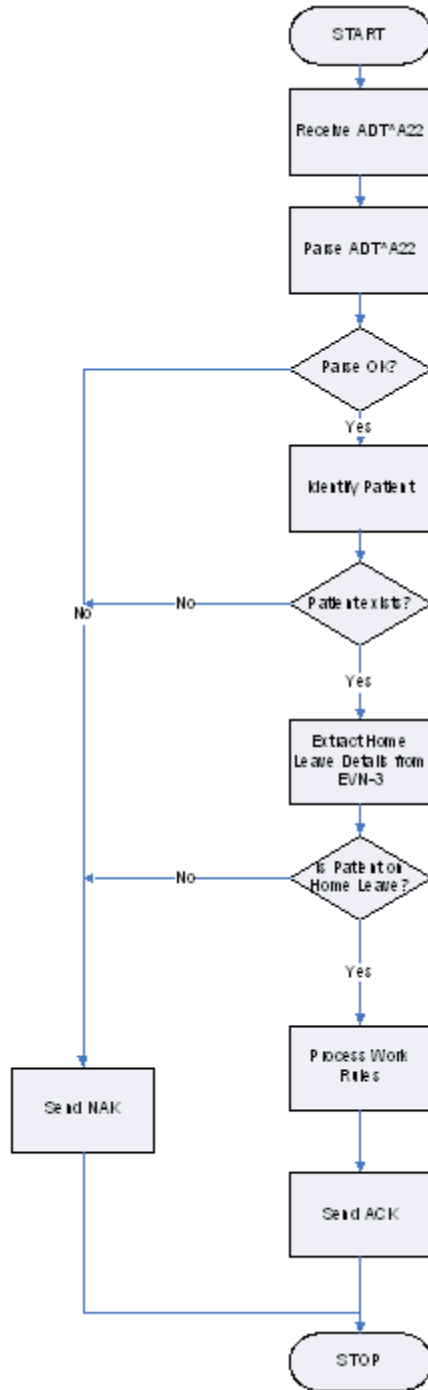 START
Receive ADT^A22
Parse ADT^A22
Parse OK?
Yes
Identify Patient
Patient exists?
No
No
Yes
Extract Home
Leave Details from
EVN-3
Is Patient on
Home Leave?
No
Yes
Process Work
Rules
Send NAK
Send ACK
STOP